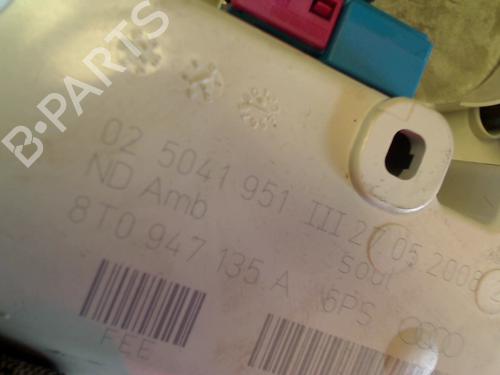 B-PARTS
02 5041 951 III 27.05.2008
ND Amb soul
8T0 947 135 A 6PS
FEE